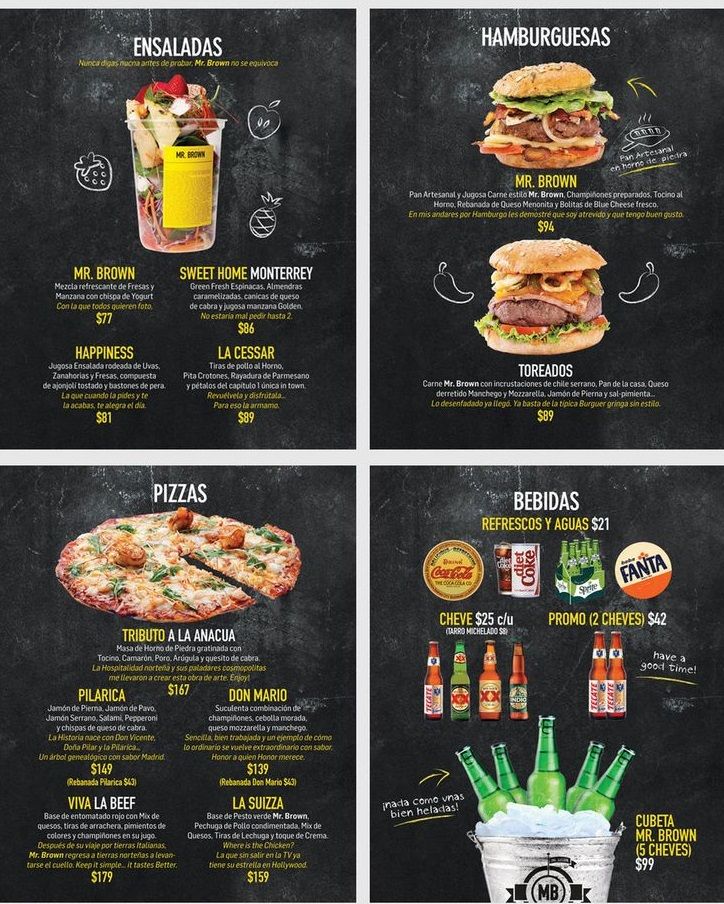 ENSALADAS
Nunca digas nucna antes de probar, Mr. Brown no se equivoca
MR. BROWN
MR. BROWN
Mezcla refrescante de Fresas y
Manzana con chispa de Yogurt
Con la que todos quieren foto.
$77
SWEET HOME MONTERREY
Green Fresh Espinacas, Almendras
caramelizadas, canicas de queso
de cabra y jugosa manzana Golden.
No estaría mal pedir hasta 2.
$86
HAPPINESS
Jugosa Ensalada rodeada de Uvas,
Zanahorias y Fresas, compuesta
de ajonjolí tostado y bastones de pera.
La que cuando la pides y te
la acabas, te alegra el día.
$81
LA CESSAR
Tiras de pollo al Horno,
Pita Crotones, Rayadura de Parmesano
y pétalos del capítulo 1 única in town.
Revuélvela y disfrútala...
Para eso la armamo.
$89
HAMBURGUESAS
Pan Artesanal
en horno de piedra
MR. BROWN
Pan Artesanal y Jugosa Carne estilo Mr. Brown, Champiñones preparados, Tocino al
Horno, Rebanada de Queso Menonita y Bolitas de Blue Cheese fresco.
En mis andares por Hamburgo les demostré que soy atrevido y que tengo buen gusto.
$94
TOREADOS
Carne Mr. Brown con incrustaciones de chile serrano, Pan de la casa, Queso
derretido Manchego y Mozzarella, Jamón de Pierna y sal-pimienta...
Lo desenfadado ya llegó. Ya basta de la típica Burguer gringa sin estilo.
$89
PIZZAS
TRIBUTO A LA ANACUA
Masa de Horno de Piedra gratinada con
Tocino, Camarón, Poro, Arúgula y quesito de cabra.
La Hospitalidad norteña y sus paladares cosmopolitas
me llevaron a crear esta obra de arte. Enjoy!
$167
PILARICA
Jamón de Pierna, Jamón de Pavo,
Jamón Serrano, Salami, Pepperoni
y chispas de queso de cabra.
La Historia nace con Don Vicente,
Doña Pilar y la Pilarica...
Un árbol genealógico con sabor Madrid.
$149
(Rebanada Pilarica $43)
DON MARIO
Suculenta combinación de
champiñones, cebolla morada,
queso mozzarella y manchego.
Sencilla, bien trabajada y un ejemplo de cómo
lo ordinario se vuelve extraordinario con sabor.
Honor a quien Honor merece.
$139
(Rebanada Don Mario $43)
VIVA LA BEEF
Base de entomatado rojo con Mix de
quesos, tiras de arrachera, pimientos de
colores y champiñones en su jugo.
Después de su viaje por tierras Italianas,
Mr. Brown regresa a tierras norteñas a levan-
tarse el cuello. Keep it simple... it tastes Better.
$179
LA SUIZZA
Base de Pesto verde Mr. Brown,
Pechuga de Pollo condimentada, Mix de
Quesos, Tiras de Lechuga y toque de Crema.
Where is the Chicken?
La que sin salir en la TV ya
tiene su estrella en Hollywood.
$159
BEBIDAS
REFRESCOS Y AGUAS $21
DRINK
Coca-Cola
THE COCA-COLA CO
diet Coke
Sprite
FANTA
CHEVE $25 c/u
(TARRO MICHELADO $8)
PROMO (2 CHEVES) $42
TECATE
XX
XX
INDIO
TECATE
TECATE
have a
good time!
¡nada como unas
bien heladas!
CUBETA
MR. BROWN
(5 CHEVES)
$99
MB